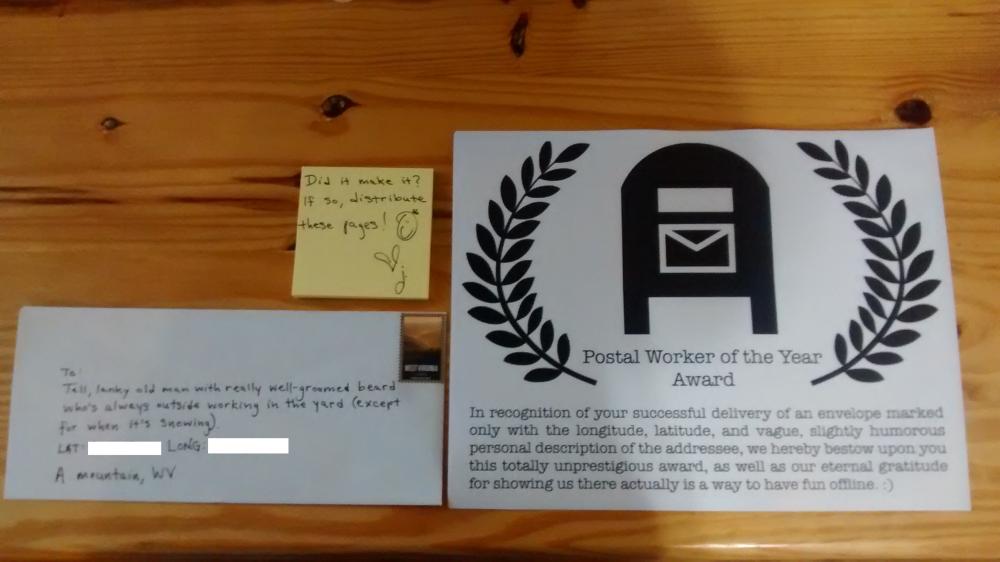 Did it make it?
If so, distribute
these pages!
j
To:
Tall, lanky old man with really well-groomed beard
who's always outside working in the yard (except
for when it's snowing)
LAT:
LONG:
A mountain, WV
WEST VIRGINIA
Postal Worker of the Year
Award
In recognition of your successful delivery of an envelope marked
only with the longitude, latitude, and vague, slightly humorous
personal description of the addressee, we hereby bestow upon you
this totally unprestigious award, as well as our eternal gratitude
for showing us there actually is a way to have fun offline. :)